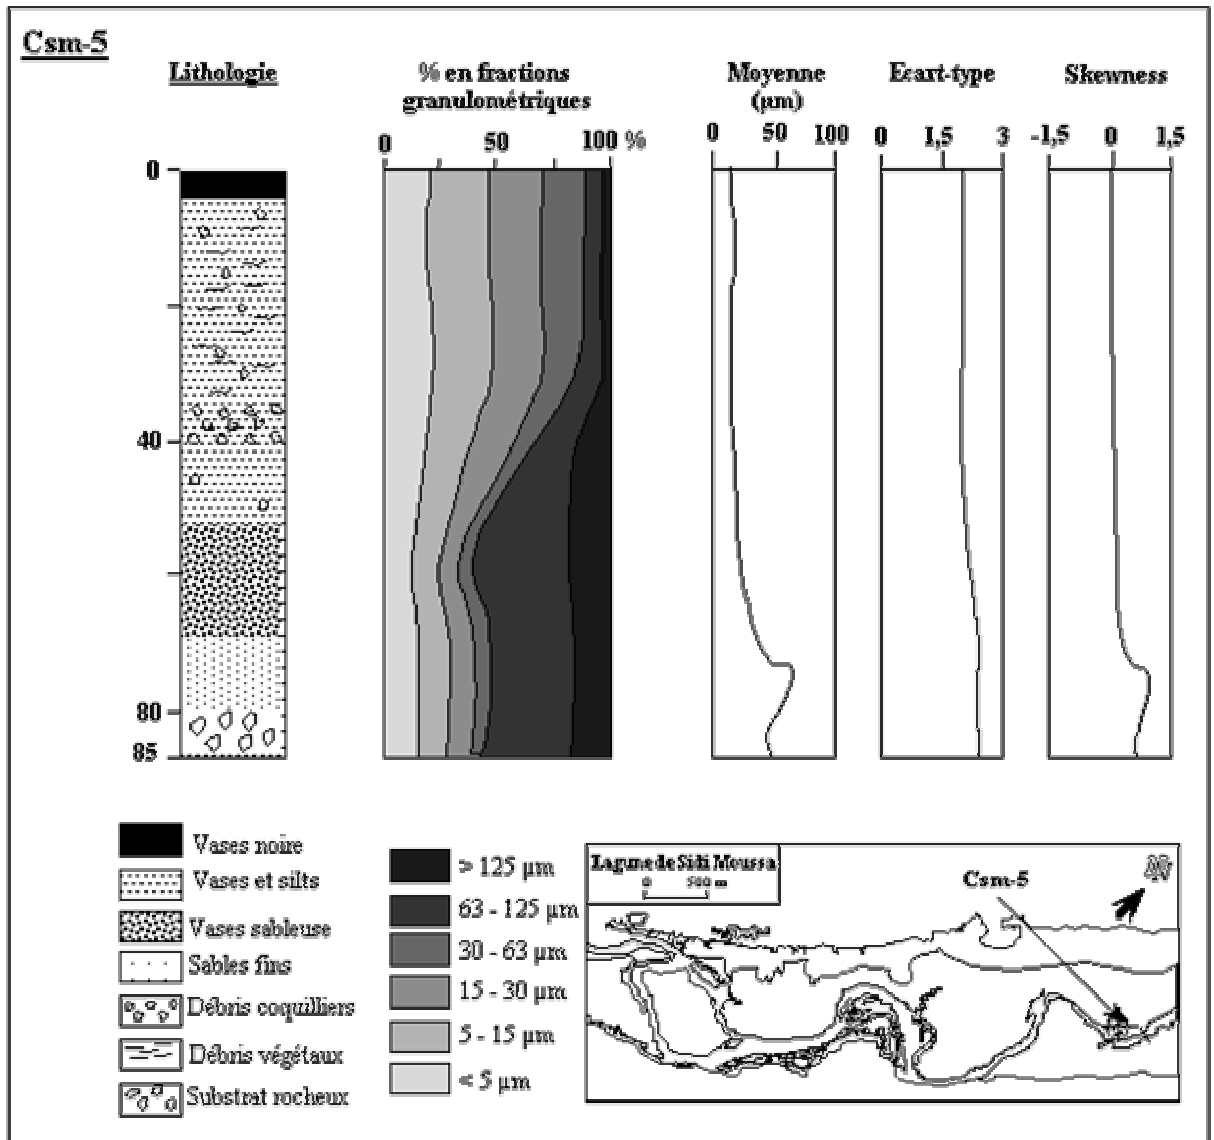 Csm-5
Lithologie
% en fractions
granulométriques
Moyenne
(µm)
Ecart-type
Skewness
0 50 100 %
0 50 100
0 1,5 3
-1,5 0 1,5
0
40
80
85
Vases noire
Vases et silts
Vases sableuse
Sables fins
Débris coquilliers
Débris végétaux
Substrat rocheux
> 125 µm
63 - 125 µm
30 - 63 µm
15 - 30 µm
5 - 15 µm
< 5 µm
Lagune de Sidi Moussa
0 500 m
Csm-5